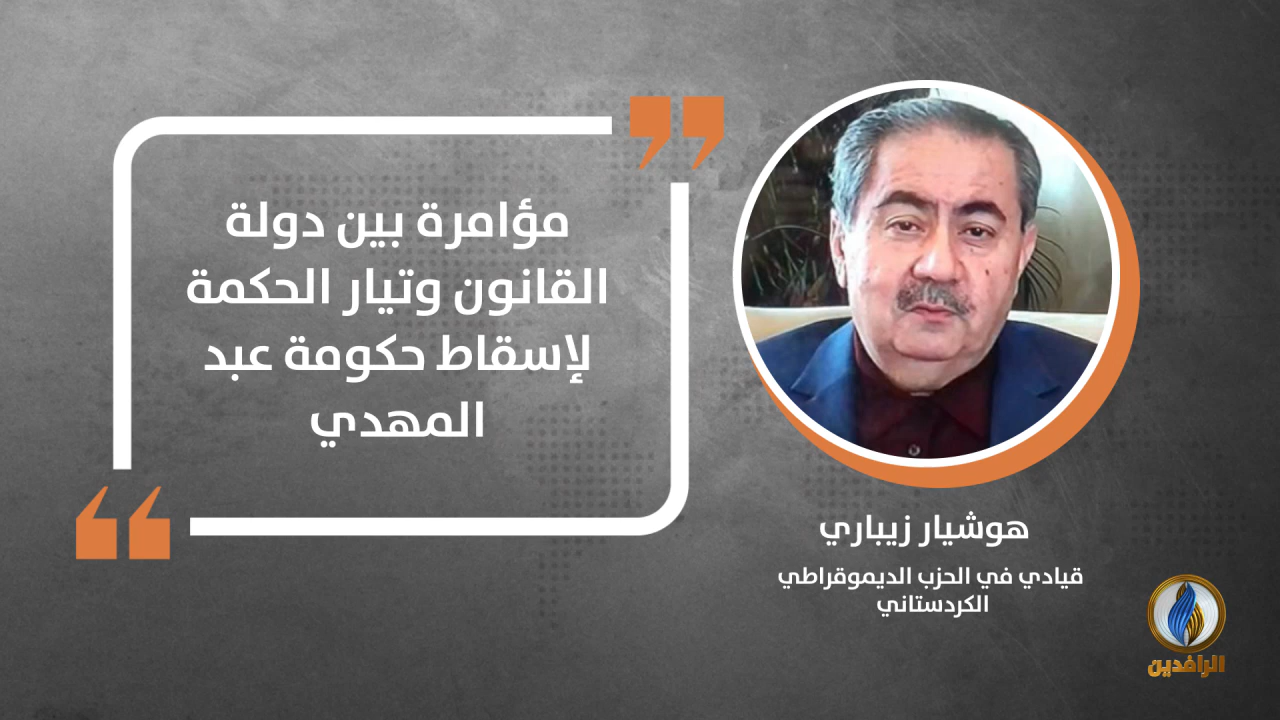 مؤامرة بين دولة
القانون وتيار الحكمة
لإسقاط حكومة عبد
المهدي
هوشيار زيباري
قيادي في الحزب الديموقراطي
الكردستاني
الرافدين